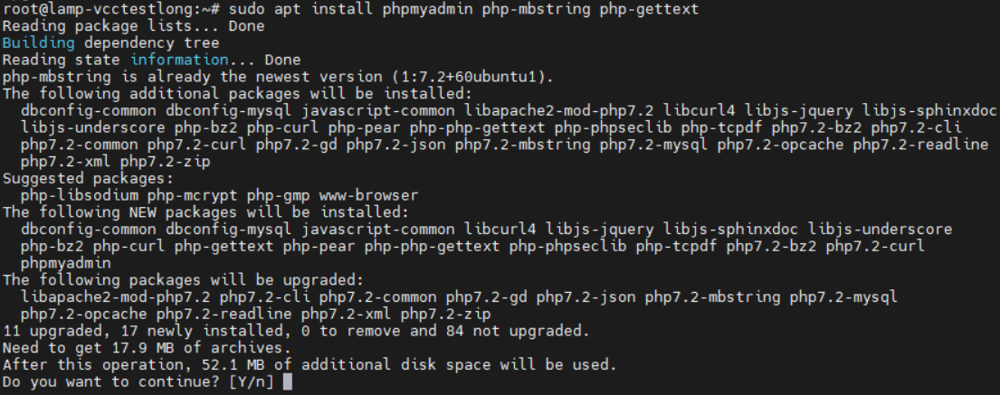 root@lamp-vcctestlong:~# sudo apt install phpmyadmin php-mbstring php-gettext
Reading package lists... Done
Building dependency tree
Reading state information... Done
php-mbstring is already the newest version (1:7.2+60ubuntu1).
The following additional packages will be installed:
  dbconfig-common dbconfig-mysql javascript-common libapache2-mod-php7.2 libcurl4 libjs-jquery libjs-sphinxdoc
  libjs-underscore php-bz2 php-curl php-pear php-php-gettext php-phpseclib php-tcpdf php7.2-bz2 php7.2-cli
  php7.2-common php7.2-curl php7.2-gd php7.2-json php7.2-mbstring php7.2-mysql php7.2-opcache php7.2-readline
  php7.2-xml php7.2-zip
Suggested packages:
  php-libsodium php-mcrypt php-gmp www-browser
The following NEW packages will be installed:
  dbconfig-common dbconfig-mysql javascript-common libcurl4 libjs-jquery libjs-sphinxdoc libjs-underscore
  php-bz2 php-curl php-gettext php-pear php-php-gettext php-phpseclib php-tcpdf php7.2-bz2 php7.2-curl
  phpmyadmin
The following packages will be upgraded:
  libapache2-mod-php7.2 php7.2-cli php7.2-common php7.2-gd php7.2-json php7.2-mbstring php7.2-mysql
  php7.2-opcache php7.2-readline php7.2-xml php7.2-zip
11 upgraded, 17 newly installed, 0 to remove and 84 not upgraded.
Need to get 17.9 MB of archives.
After this operation, 52.1 MB of additional disk space will be used.
Do you want to continue? [Y/n]